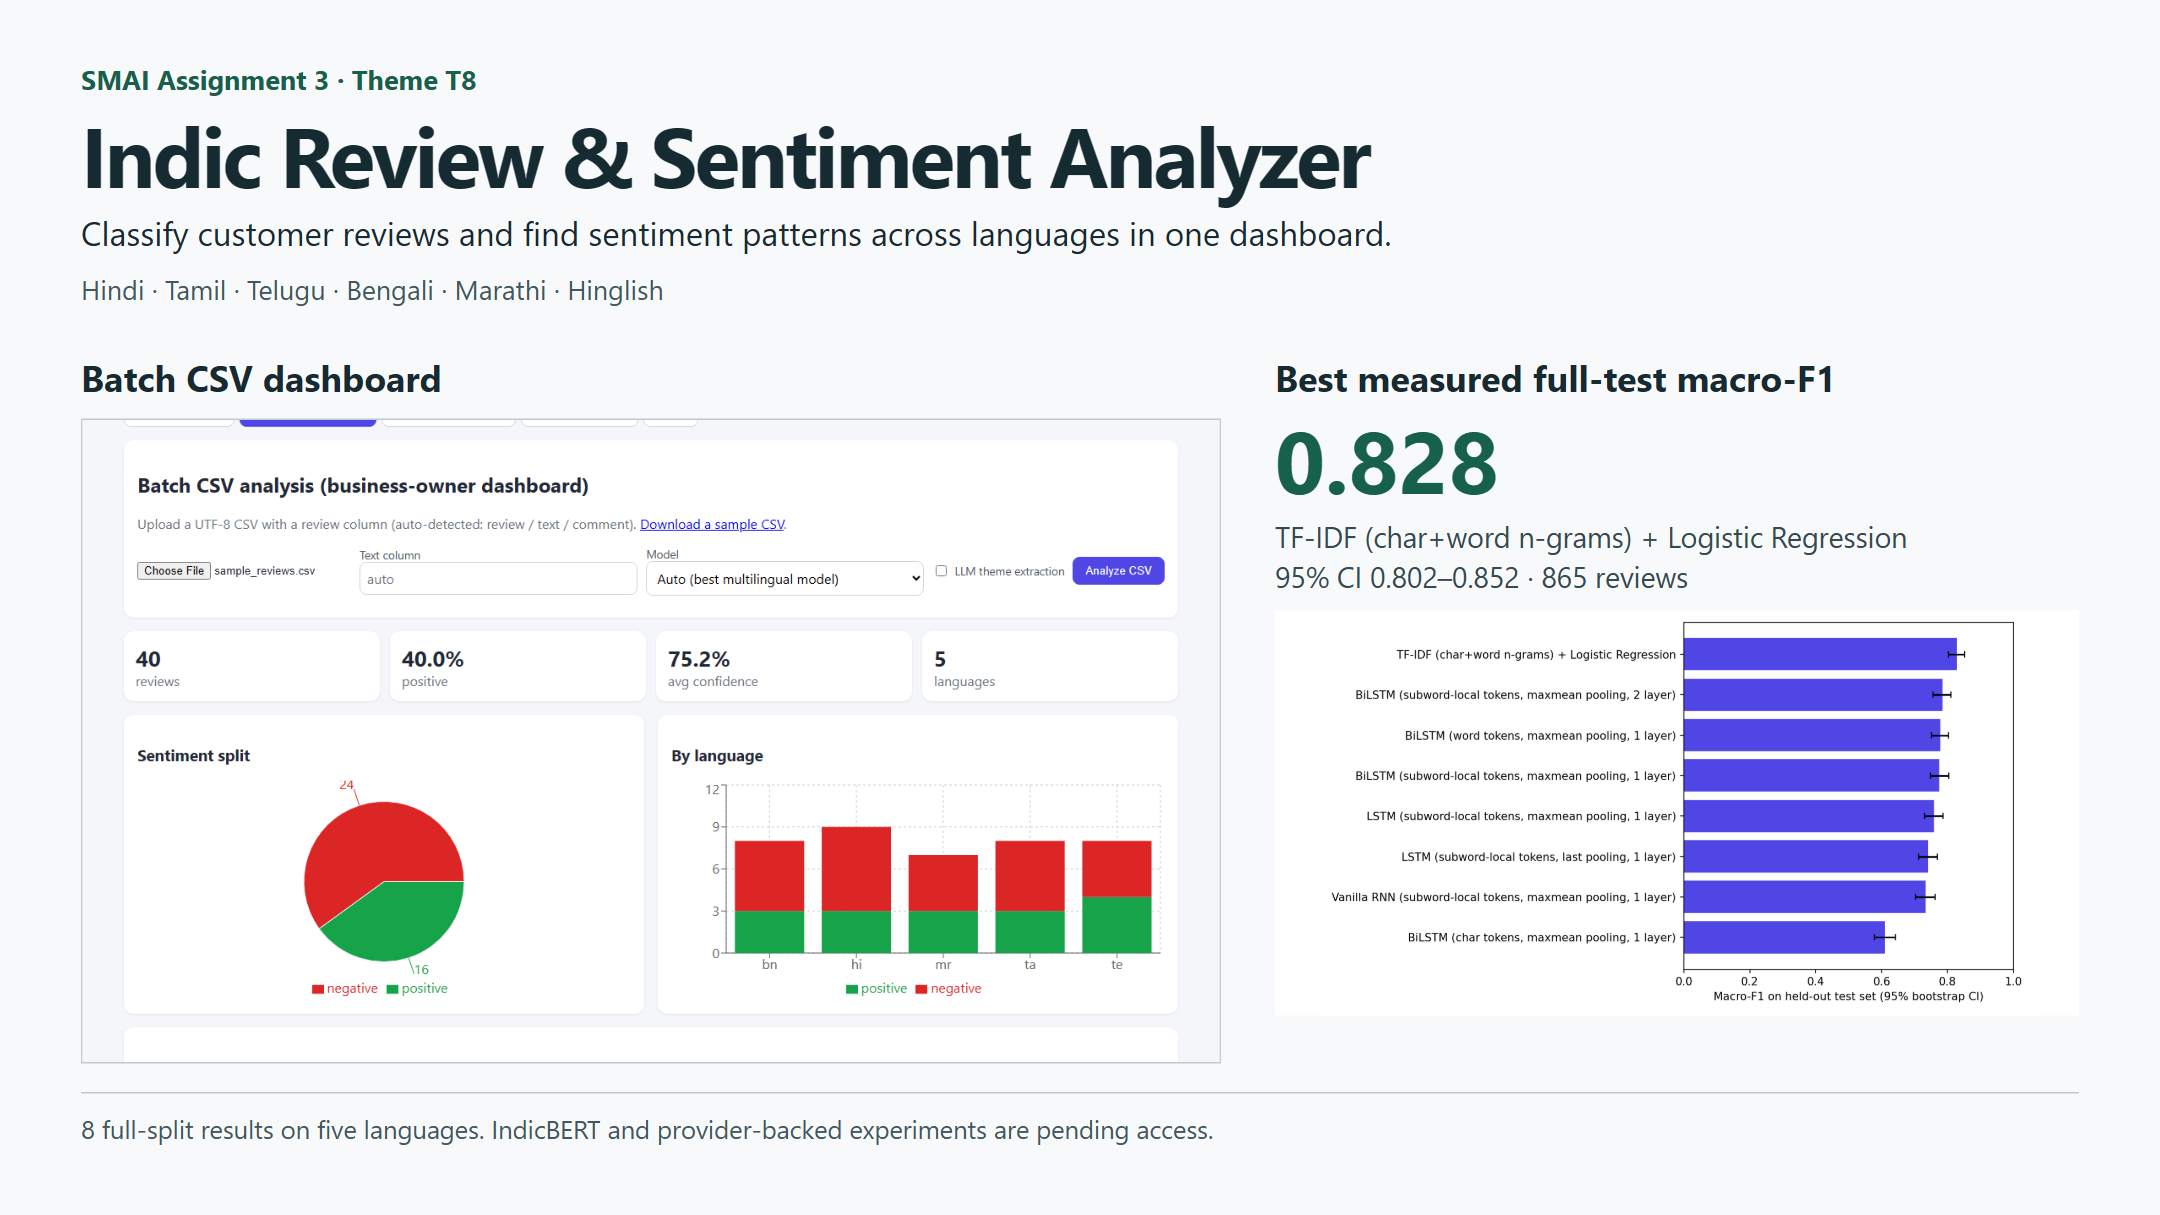 SMAI Assignment 3 · Theme T8
Indic Review & Sentiment Analyzer
Classify customer reviews and find sentiment patterns across languages in one dashboard.
Hindi · Tamil · Telugu · Bengali · Marathi · Hinglish
Batch CSV dashboard
Batch CSV analysis (business-owner dashboard)
Upload a UTF-8 CSV with a review column (auto-detected: review / text / comment). Download a sample CSV.
Text column
Model
Choose File sample_reviews.csv
auto
Auto (best multilingual model)
LLM theme extraction
Analyze CSV
40
reviews
40.0%
positive
75.2%
avg confidence
5
languages
Sentiment split
24
16
negative positive
By language
12
9
6
3
0
bn hi mr ta te
positive negative
Best measured full-test macro-F1
0.828
TF-IDF (char+word n-grams) + Logistic Regression
95% CI 0.802–0.852 · 865 reviews
TF-IDF (char+word n-grams) + Logistic Regression
BiLSTM (subword-local tokens, maxmean pooling, 2 layer)
BiLSTM (word tokens, maxmean pooling, 1 layer)
BiLSTM (subword-local tokens, maxmean pooling, 1 layer)
LSTM (subword-local tokens, maxmean pooling, 1 layer)
LSTM (subword-local tokens, last pooling, 1 layer)
Vanilla RNN (subword-local tokens, maxmean pooling, 1 layer)
BiLSTM (char tokens, maxmean pooling, 1 layer)
0.0 0.2 0.4 0.6 0.8 1.0
Macro-F1 on held-out test set (95% bootstrap CI)
8 full-split results on five languages. IndicBERT and provider-backed experiments are pending access.